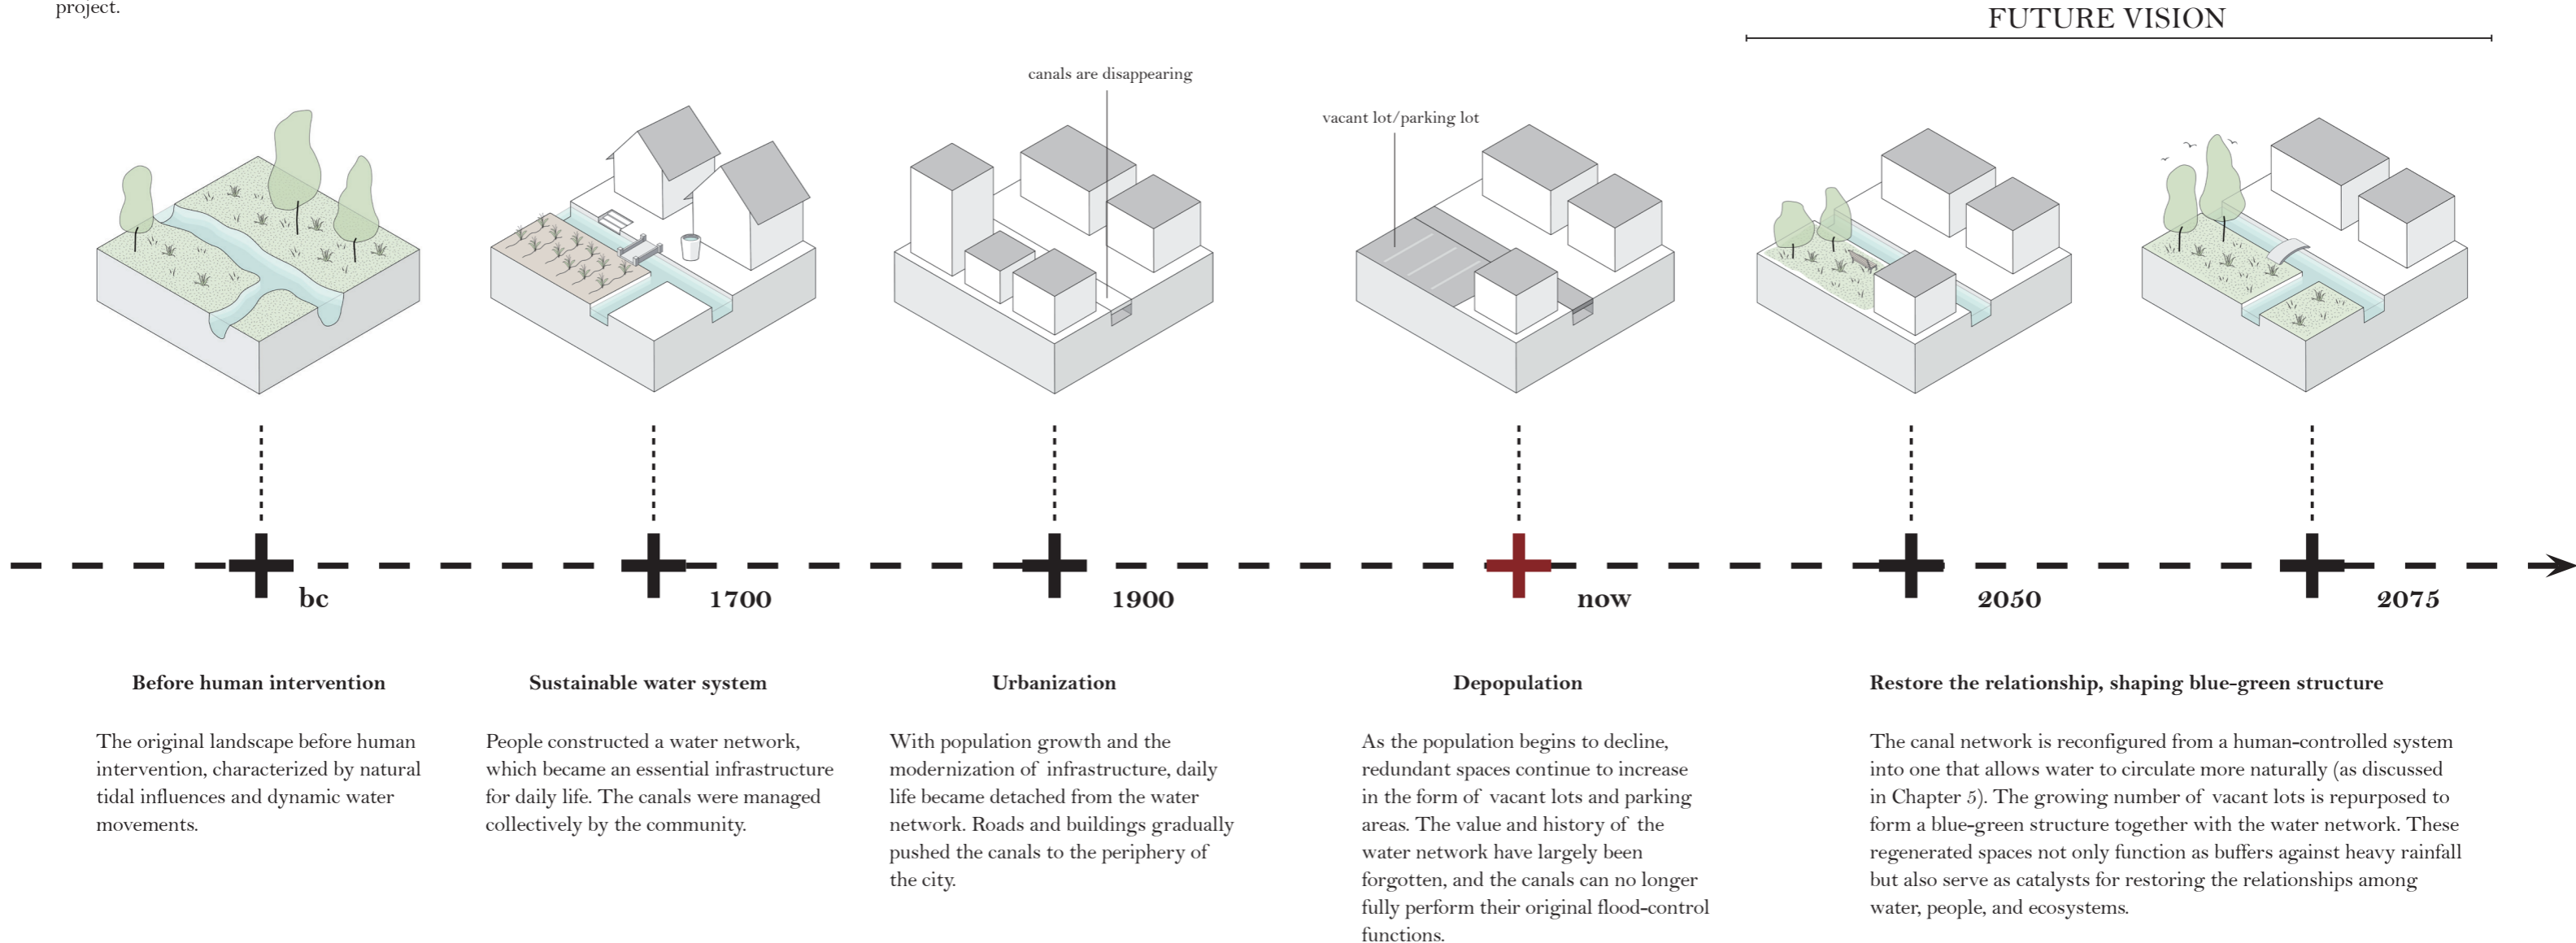 project.
FUTURE VISION
canals are disappearing
vacant lot/parking lot
bc
1700
1900
now
2050
2075
Before human intervention
The original landscape before human
intervention, characterized by natural
tidal influences and dynamic water
movements.
Sustainable water system
People constructed a water network,
which became an essential infrastructure
for daily life. The canals were managed
collectively by the community.
Urbanization
With population growth and the
modernization of infrastructure, daily
life became detached from the water
network. Roads and buildings gradually
pushed the canals to the periphery of
the city.
Depopulation
As the population begins to decline,
redundant spaces continue to increase
in the form of vacant lots and parking
areas. The value and history of the
water network have largely been
forgotten, and the canals can no longer
fully perform their original flood-control
functions.
Restore the relationship, shaping blue-green structure
The canal network is reconfigured from a human-controlled system
into one that allows water to circulate more naturally (as discussed
in Chapter 5). The growing number of vacant lots is repurposed to
form a blue-green structure together with the water network. These
regenerated spaces not only function as buffers against heavy rainfall
but also serve as catalysts for restoring the relationships among
water, people, and ecosystems.